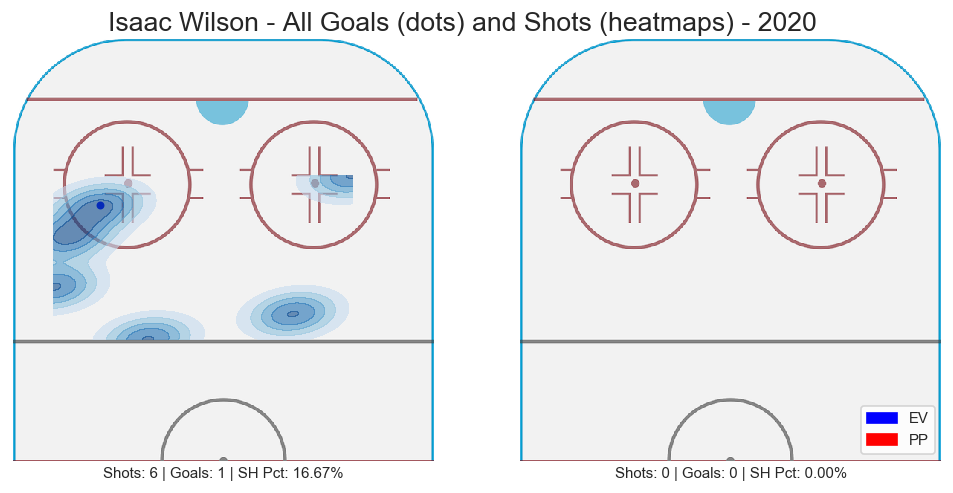 Isaac Wilson - All Goals (dots) and Shots (heatmaps) - 2020
EV
PP
Shots: 6 | Goals: 1 | SH Pct: 16.67%
Shots: 0 | Goals: 0 | SH Pct: 0.00%